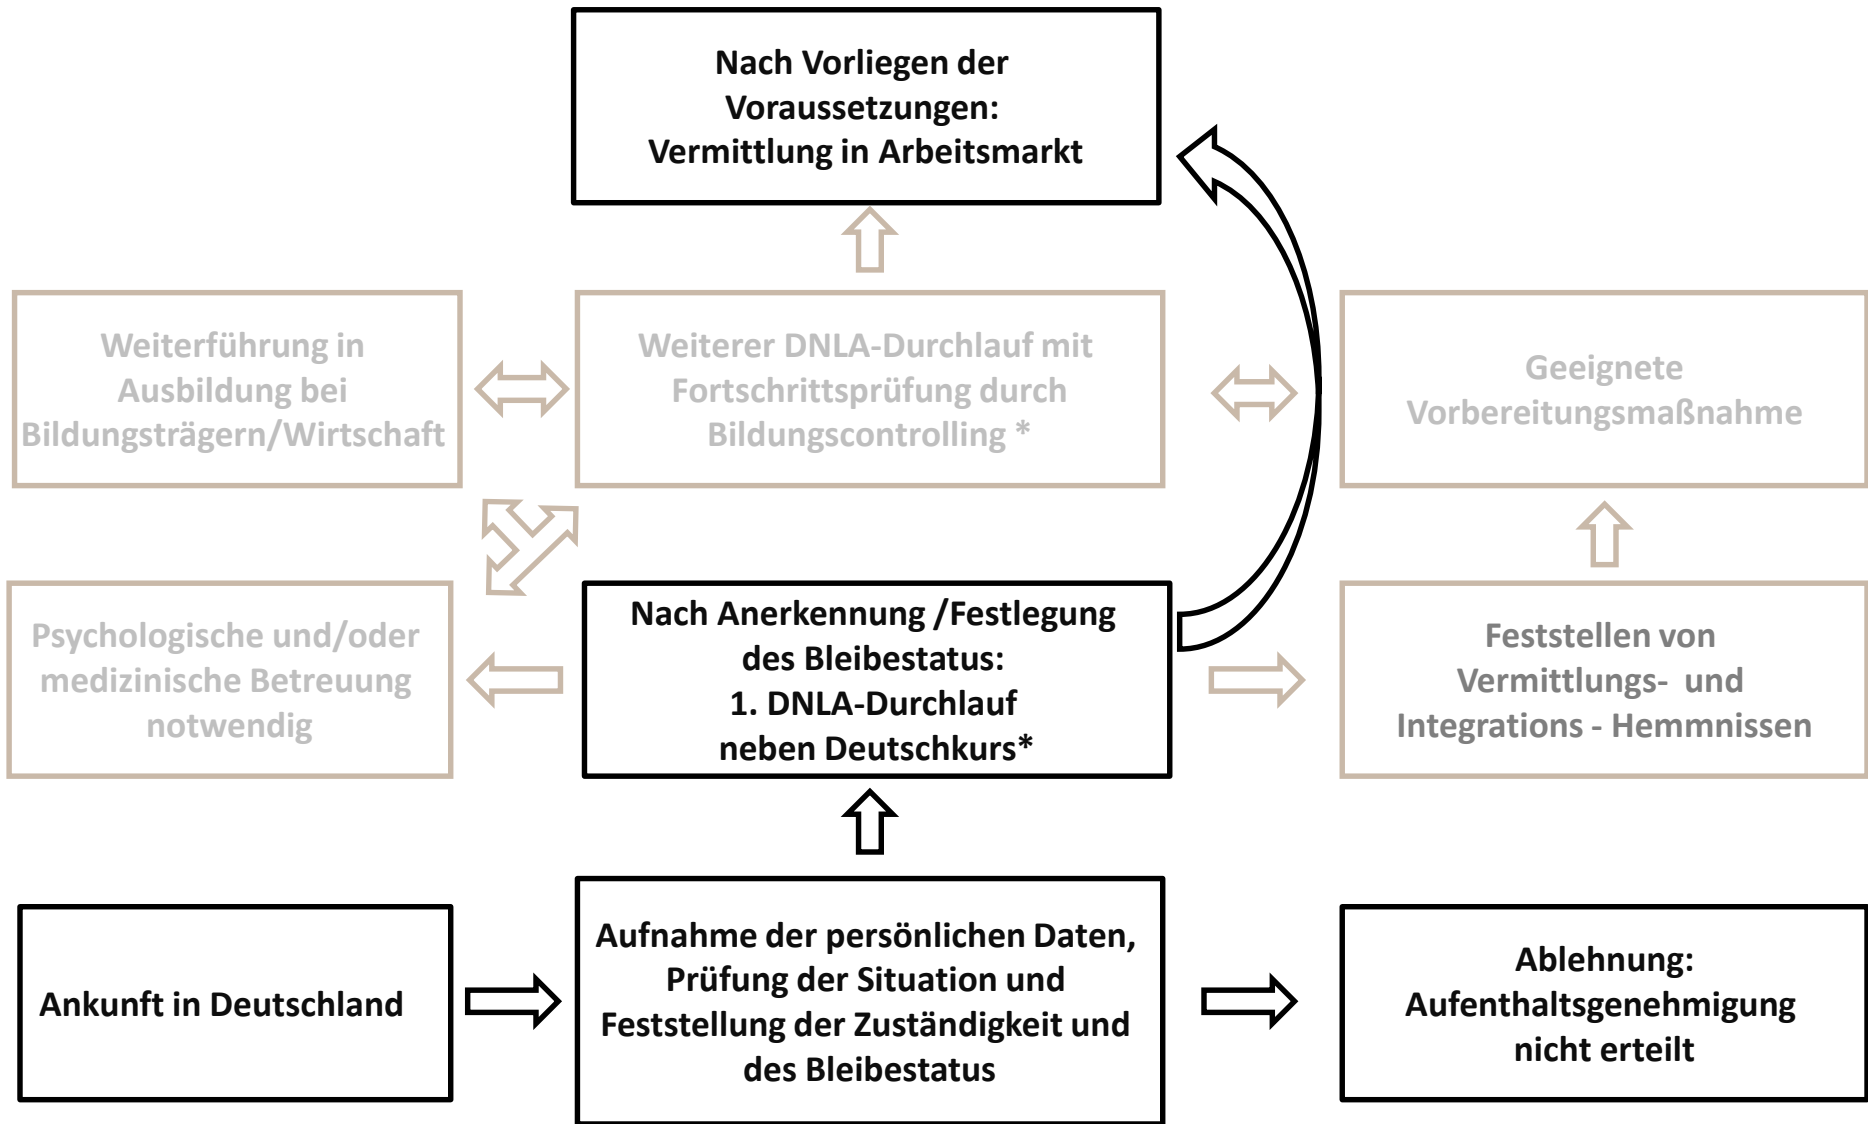 Nach Vorliegen der
Voraussetzungen:
Vermittlung in Arbeitsmarkt
Weiterführung in
Ausbildung bei
Bildungsträgern/Wirtschaft
Weiterer DNLA-Durchlauf mit
Fortschrittsprüfung durch
Bildungscontrolling *
Geeignete
Vorbereitungsmaßnahme
Psychologische und/oder
medizinische Betreuung
notwendig
Nach Anerkennung /Festlegung
des Bleibestatus:
1. DNLA-Durchlauf
neben Deutschkurs*
Feststellen von
Vermittlungs- und
Integrations - Hemmnissen
Ankunft in Deutschland
Aufnahme der persönlichen Daten,
Prüfung der Situation und
Feststellung der Zuständigkeit und
des Bleibestatus
Ablehnung:
Aufenthaltsgenehmigung
nicht erteilt